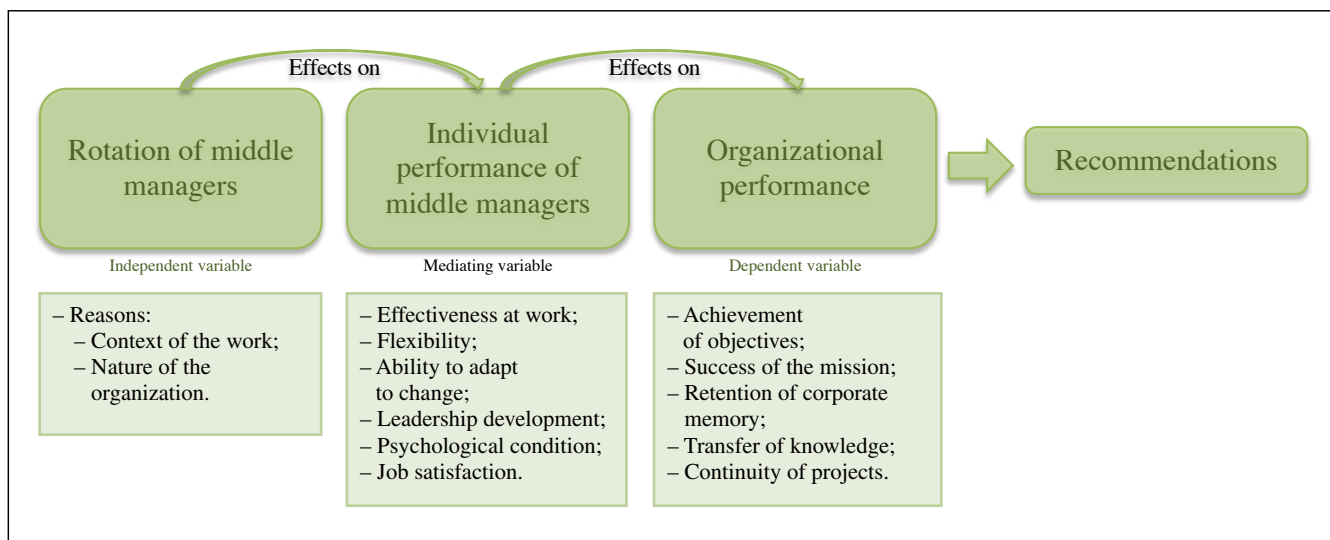 Effects on
Effects on
Rotation of middle
managers
Individual
performance of
middle managers
Organizational
performance
Recommendations
Independent variable
Mediating variable
Dependent variable
– Reasons:
– Context of the work;
– Nature of the
organization.
– Effectiveness at work;
– Flexibility;
– Ability to adapt
to change;
– Leadership development;
– Psychological condition;
– Job satisfaction.
– Achievement
of objectives;
– Success of the mission;
– Retention of corporate
memory;
– Transfer of knowledge;
– Continuity of projects.